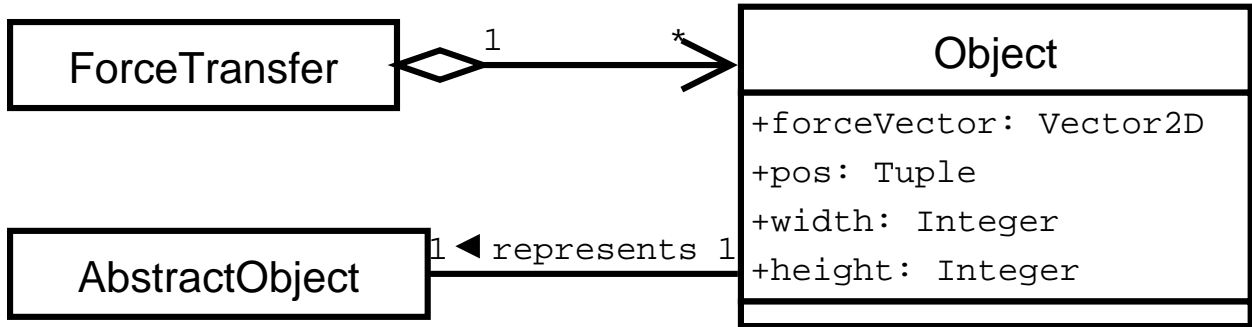 ForceTransfer
1
*
Object
+forceVector: Vector2D
+pos: Tuple
+width: Integer
+height: Integer
AbstractObject
1 ◀ represents 1